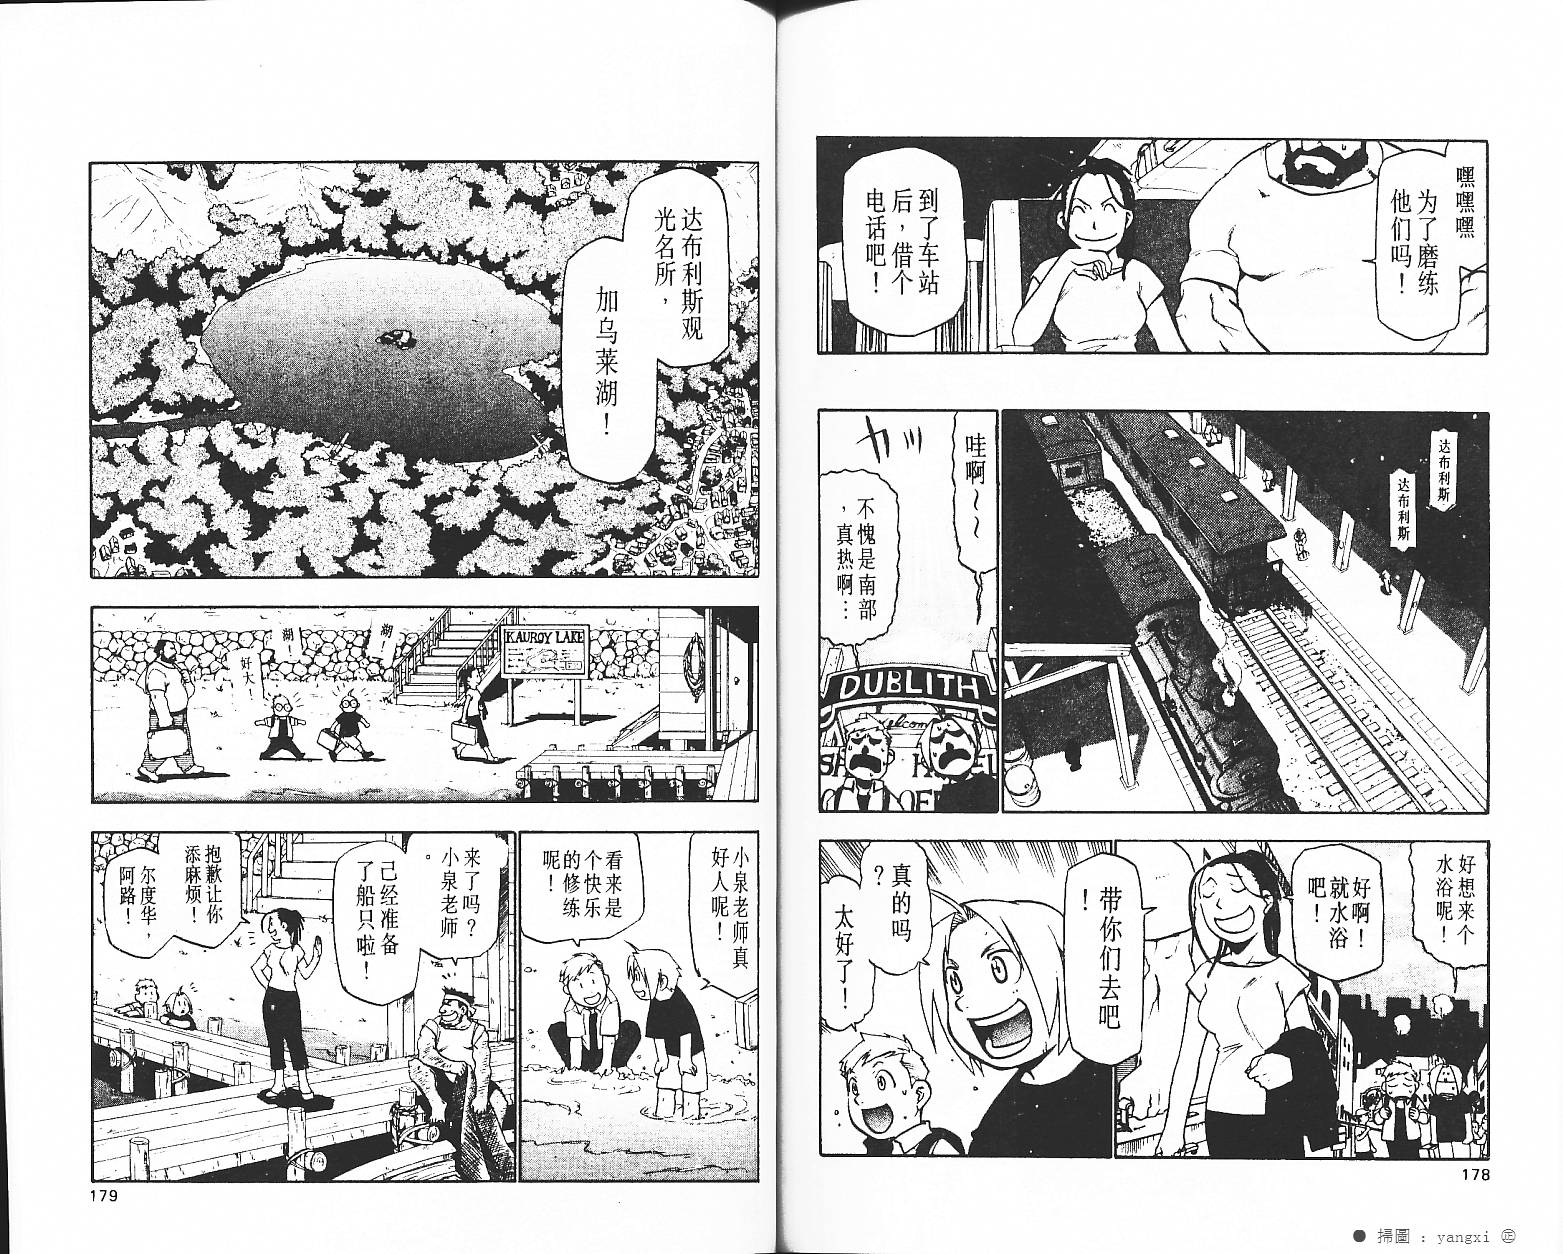 嘿嘿嘿
为了磨练
他们吗！
到了车站
后，借个
电话吧！
达布利斯
达布利斯
哇啊～～
カッ
不愧是南部
，真热啊…
DUBLITH
Welcome
好想来个
水浴呢！
好啊！
就水浴
吧！
带你们去吧
！
真的吗
？
太好了！
178
达布利斯观
光名所，
加乌莱湖！
KAUROY LAKE
湖！
湖！
好大！
小泉老师真
好人呢！
看来是
个快乐
的修练
呢！
来了吗？
小泉老师
。
已经准备
了船只啦！
抱歉让你
添麻烦！
尔度华，
阿路！
179
● 掃圖 : yangxi ㊣